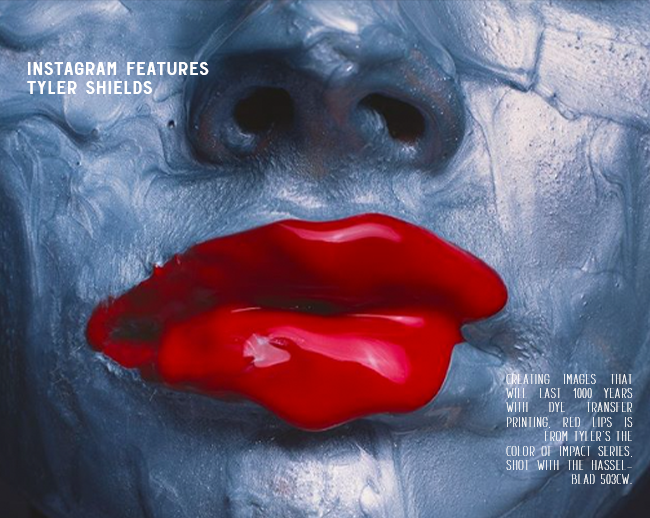 INSTAGRAM FEATURES
TYLER SHIELDS
CREATING IMAGES THAT
WILL LAST 1000 YEARS
WITH DYE TRANSFER
PRINTING. RED LIPS IS
FROM TYLER'S THE
COLOR OF IMPACT SERIES,
SHOT WITH THE HASSEL-
BLAD 503CW.